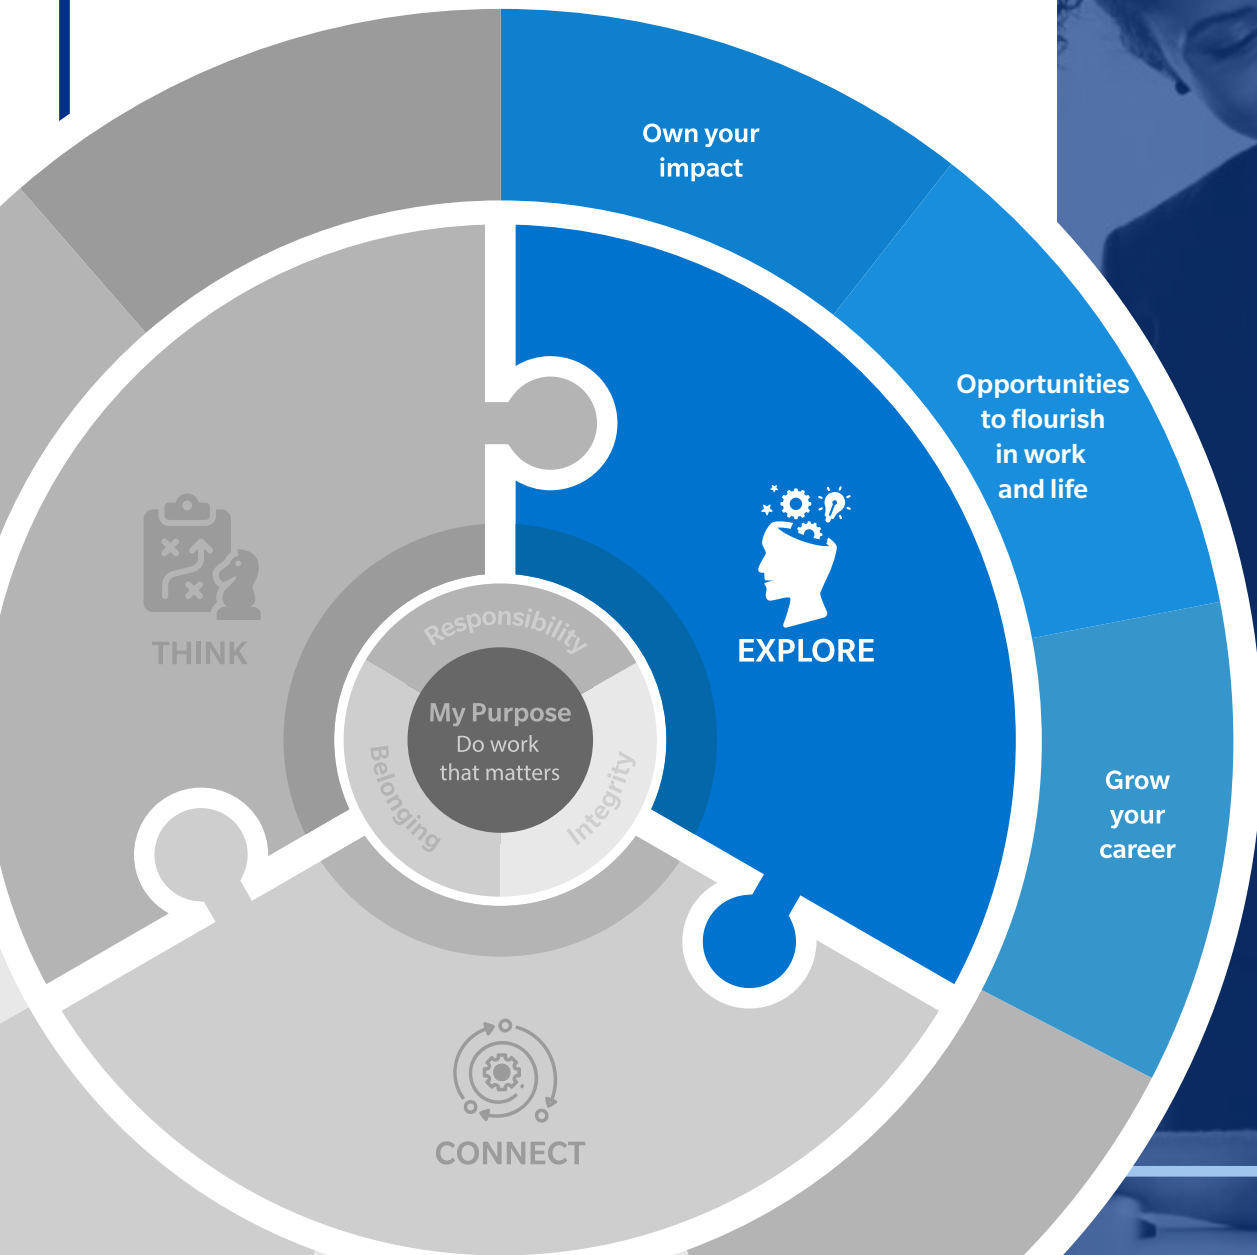 Own your
impact
Opportunities
to flourish
in work
and life
THINK
EXPLORE
Responsibility
My Purpose
Do work
that matters
Belonging
Integrity
Grow
your
career
CONNECT